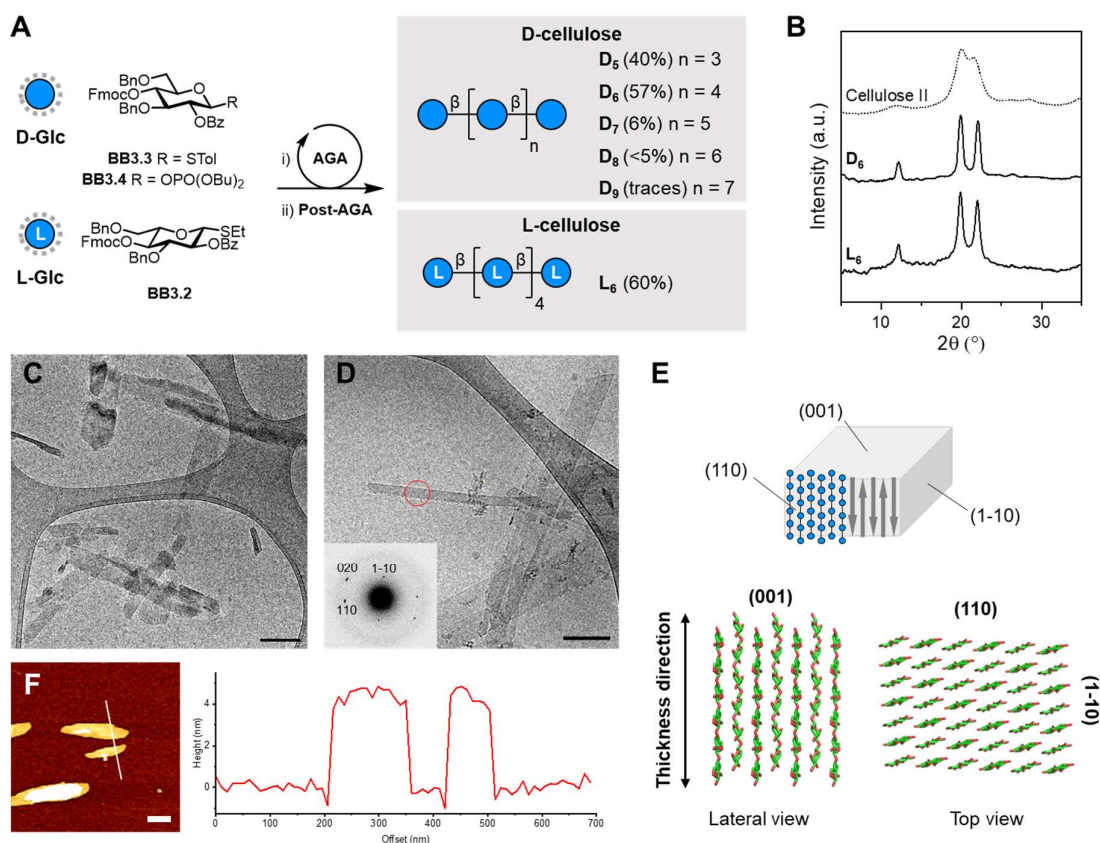 A
D-Glc
BnO
Fmoc O
BnO
OBz
R
BB3.3 R = STol
BB3.4 R = OPO(OBu)2
L
L-Glc
BnO
FmocO
BnO
O
SEt
OBz
BB3.2
i)
AGA
ii) Post-AGA
D-cellulose
β
β
n
D5 (40%) n = 3
D6 (57%) n = 4
D7 (6%) n = 5
D8 (<5%) n = 6
D9 (traces) n = 7
L-cellulose
L
β
L
β
L
4
L6 (60%)
B
Intensity (a.u.)
Cellulose II
D6
L6
10 20 30
2θ (°)
C
D
020 1-10
110
E
(001)
(110)
(1-10)
Thickness direction
(001)
Lateral view
(110)
(1-10)
Top view
F
Height (nm)
4
2
0
0 100 200 300 400 500 600 700
Offset (nm)